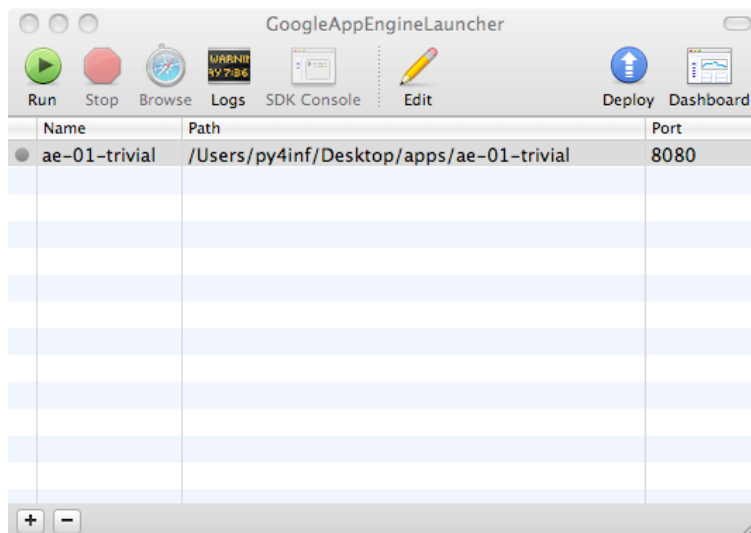 GoogleAppEngineLauncher
Run Stop Browse Logs SDK Console Edit Deploy Dashboard
Name Path Port
ae-01-trivial /Users/py4inf/Desktop/apps/ae-01-trivial 8080